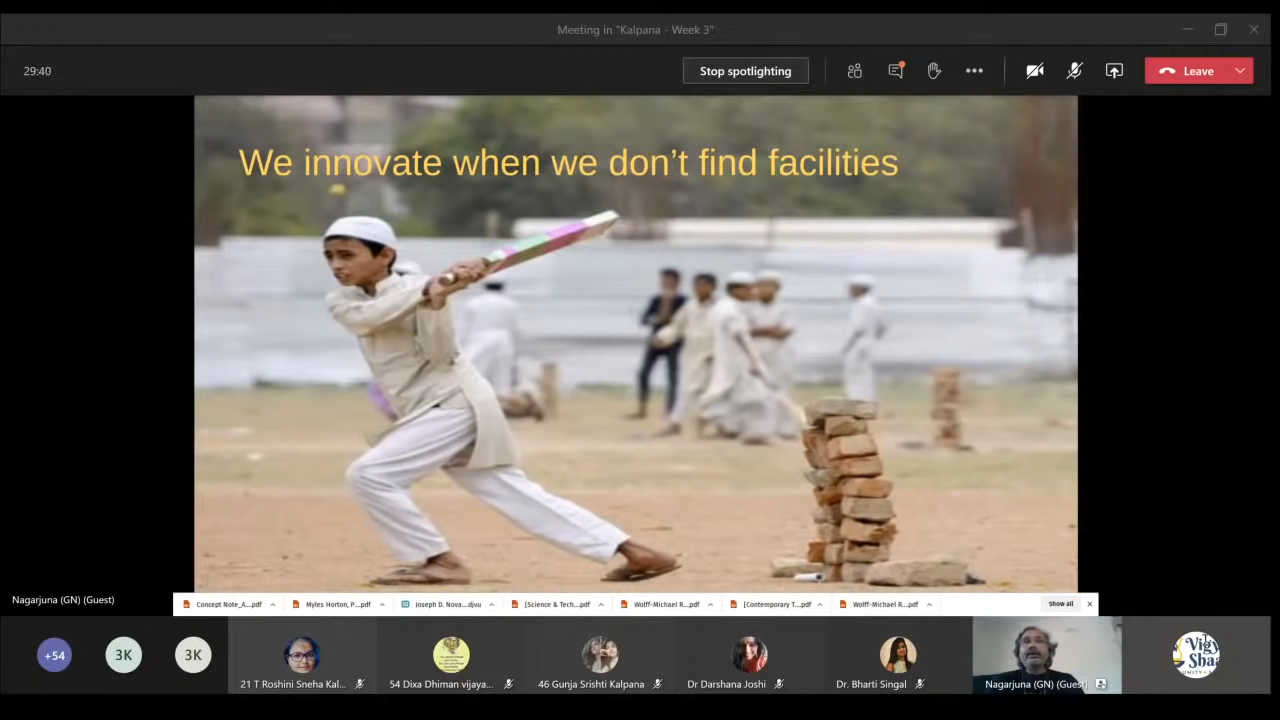 Meeting in "Kalpana - Week 3"
29:40
Stop spotlighting
Leave
We innovate when we don't find facilities
Nagarjuna (GN) (Guest)
Concept Note_A...pdf
Myles Horton, P...pdf
Joseph D. Nova...djvu
[Science & Tech...pdf
Wolff-Michael R...pdf
[Contemporary T...pdf
Wolff-Michael R...pdf
Show all
+54
3K
3K
21 T Roshini Sneha Kal...
54 Dixa Dhiman vijaya...
46 Gunja Srishti Kalpana
Dr Darshana Joshi
Dr. Bharti Singal
Nagarjuna (GN) (Guest)
Vig
Sha